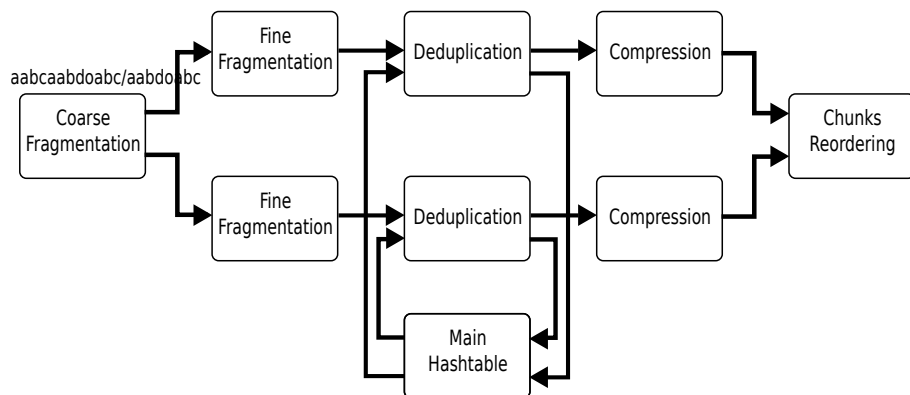 Fine
Fragmentation
Deduplication
Compression
aabcaabdoabc/aabdoabc
Coarse
Fragmentation
Chunks
Reordering
Fine
Fragmentation
Deduplication
Compression
Main
Hashtable